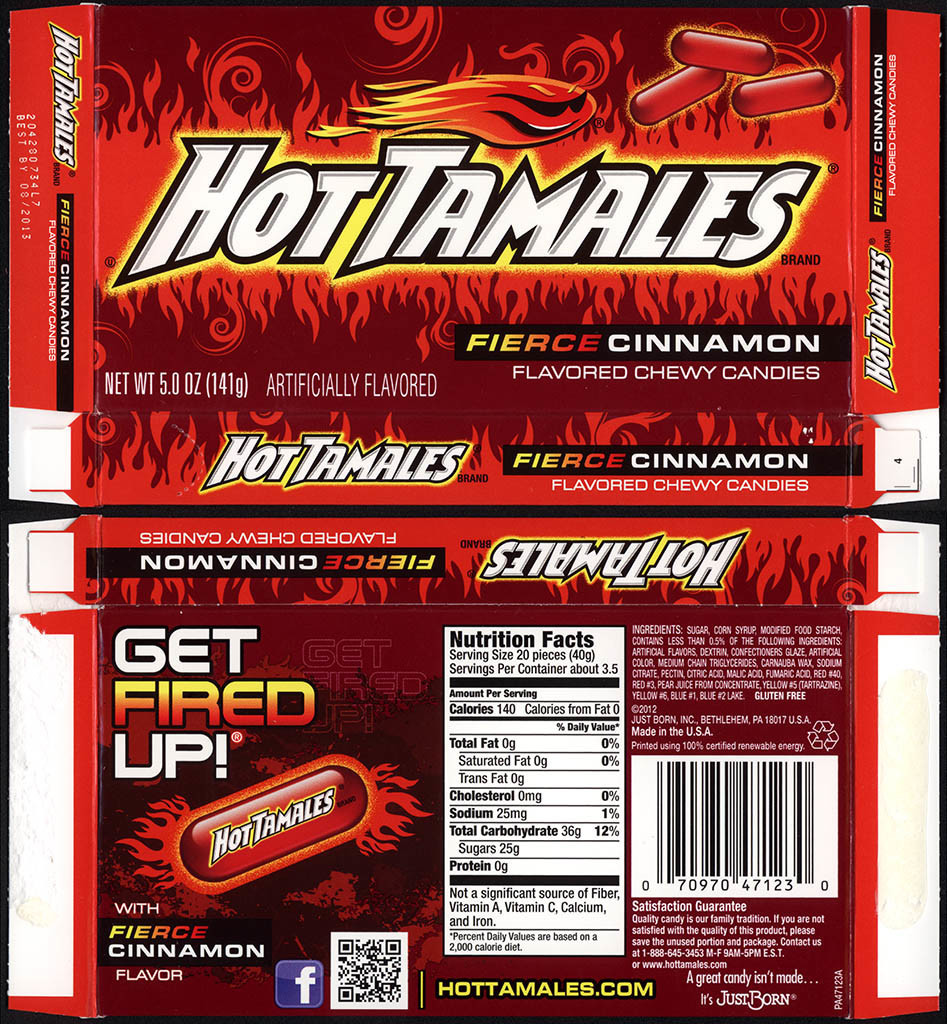 HOT TAMALES® BRAND
FIERCE CINNAMON
FLAVORED CHEWY CANDIES
204280734L7
BEST BY 08/2013
®
HOT TAMALES®
BRAND
U
FIERCE CINNAMON
FLAVORED CHEWY CANDIES
NET WT 5.0 OZ (141g) ARTIFICIALLY FLAVORED
FIERCE CINNAMON
FLAVORED CHEWY CANDIES
HOT TAMALES® BRAND
HOT TAMALES® BRAND
FIERCE CINNAMON
FLAVORED CHEWY CANDIES
4
HOT TAMALES® BRAND
FIERCE CINNAMON
FLAVORED CHEWY CANDIES
GET
FIRED
UP!®
GET
FIRED
UP!
HOT TAMALES®
BRAND
WITH
FIERCE
CINNAMON
FLAVOR
f
Nutrition Facts
Serving Size 20 pieces (40g)
Servings Per Container about 3.5
Amount Per Serving
Calories 140 Calories from Fat 0
% Daily Value*
Total Fat 0g 0%
Saturated Fat 0g 0%
Trans Fat 0g
Cholesterol 0mg 0%
Sodium 25mg 1%
Total Carbohydrate 36g 12%
Sugars 25g
Protein 0g
Not a significant source of Fiber,
Vitamin A, Vitamin C, Calcium,
and Iron.
*Percent Daily Values are based on a
2,000 calorie diet.
HOTTAMALES.COM
INGREDIENTS: SUGAR, CORN SYRUP, MODIFIED FOOD STARCH,
CONTAINS LESS THAN 0.5% OF THE FOLLOWING INGREDIENTS:
ARTIFICIAL FLAVORS, DEXTRIN, CONFECTIONERS GLAZE, ARTIFICIAL
COLOR, MEDIUM CHAIN TRIGLYCERIDES, CARNAUBA WAX, SODIUM
CITRATE, PECTIN, CITRIC ACID, MALIC ACID, FUMARIC ACID, RED #40,
RED #3, PEAR JUICE FROM CONCENTRATE, YELLOW #5 (TARTRAZINE),
YELLOW #6, BLUE #1, BLUE #2 LAKE. GLUTEN FREE
©2012
JUST BORN, INC., BETHLEHEM, PA 18017 U.S.A.
Made in the U.S.A.
Printed using 100% certified renewable energy.
0 70970 47123 0
Satisfaction Guarantee
Quality candy is our family tradition. If you are not
satisfied with the quality of this product, please
save the unused portion and package. Contact us
at 1-888-645-3453 M-F 9AM-5PM E.S.T.
or www.hottamales.com
A great candy isn't made...
It's JUST BORN®
PA47123A